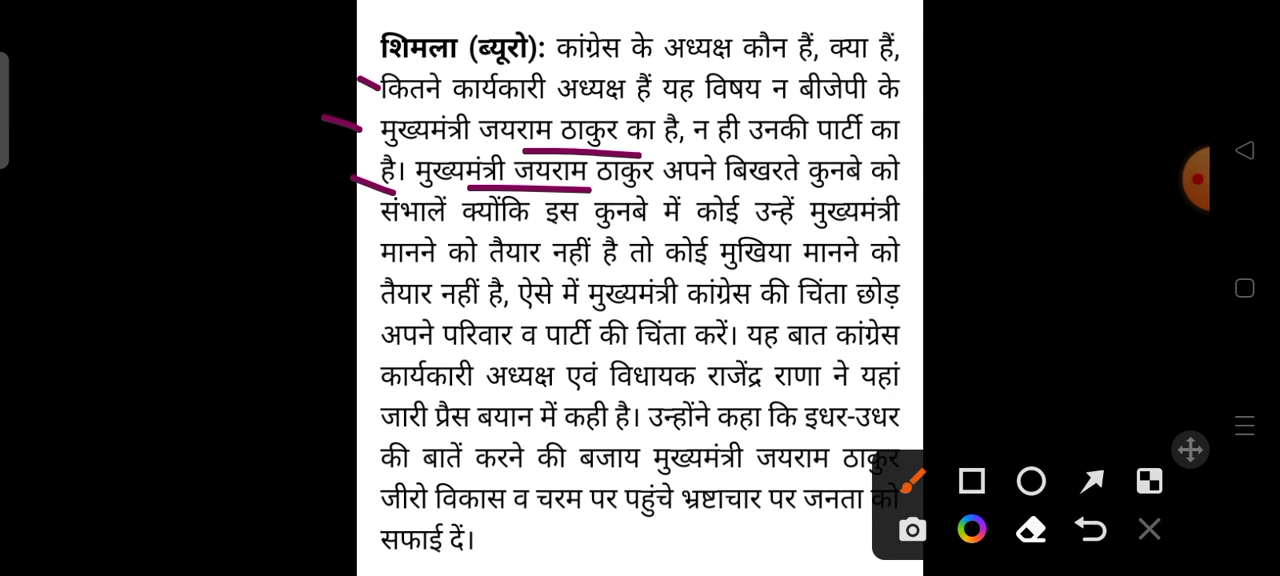 शिमला (ब्यूरो): कांग्रेस के अध्यक्ष कौन हैं, क्या हैं,
कितने कार्यकारी अध्यक्ष हैं यह विषय न बीजेपी के
मुख्यमंत्री जयराम ठाकुर का है, न ही उनकी पार्टी का
है। मुख्यमंत्री जयराम ठाकुर अपने बिखरते कुनबे को
संभालें क्योंकि इस कुनबे में कोई उन्हें मुख्यमंत्री
मानने को तैयार नहीं है तो कोई मुखिया मानने को
तैयार नहीं है, ऐसे में मुख्यमंत्री कांग्रेस की चिंता छोड़
अपने परिवार व पार्टी की चिंता करें। यह बात कांग्रेस
कार्यकारी अध्यक्ष एवं विधायक राजेंद्र राणा ने यहां
जारी प्रैस बयान में कही है। उन्होंने कहा कि इधर-उधर
की बातें करने की बजाय मुख्यमंत्री जयराम ठाकुर
जीरो विकास व चरम पर पहुंचे भ्रष्टाचार पर जनता को
सफाई दें।